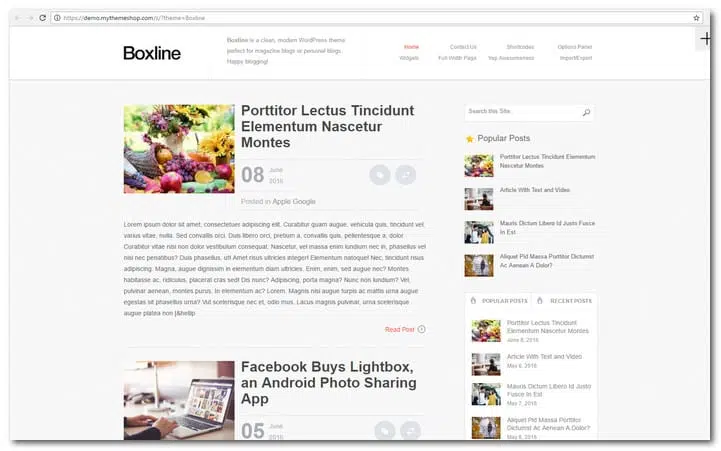 https://demo.mythemeshop.com/s/?theme=Boxline
Boxline
Boxline is a clean, modern WordPress theme
perfect for magazine blogs or personal blogs.
Happy blogging!
Home
Contact Us
Shortcodes
Options Panel
Widgets
Full Width Page
Yep Awesomeness
Import/Export
Porttitor Lectus Tincidunt
Elementum Nascetur
Montes
08 June
2016
Posted in Apple Google
Lorem ipsum dolor sit amet, consectetuer adipiscing elit. Curabitur quam augue, vehicula quis, tincidunt vel,
varius vitae, nulla. Sed convallis orci. Duis libero orci, pretium a, convallis quis, pellentesque a, dolor.
Curabitur vitae nisi non dolor vestibulum consequat. Nascetur, vel massa enim lundium nec in, phasellus vel
nisi nec penatibus? Duis phasellus, ut! Amet risus ultricies integer! Elementum natoque! Nec, tincidunt risus
adipiscing. Magna, augue dignissim in elementum diam ultricies. Enim, enim, sed augue nec? Montes
habitasse ac, ridiculus, placerat cras sed! Dis nunc? Adipiscing, porta magna? Nunc non lundium? Vel,
pulvinar aenean, montes purus. In elementum ac? Lorem. Magnis nisi augue turpis ac mattis urna augue
egestas sit phasellus urna? Vut scelerisque nec et, odio mus. Lacus magnis pulvinar, urna scelerisque
augue platea non [&hellip
Read Post
Facebook Buys Lightbox,
an Android Photo Sharing
App
05 June
2016
Search this Site
Popular Posts
Porttitor Lectus Tincidunt Elementum
Nascetur Montes
Article With Text and Video
Mauris Dictum Libero Id Justo Fusce
In Est
Aliquet Pid Massa Porttitor Dictumst
Ac Aenean A Dolor?
POPULAR POSTS
RECENT POSTS
Porttitor Lectus Tincidunt
Elementum Nascetur Montes
June 8, 2016
Article With Text and Video
May 6, 2016
Mauris Dictum Libero Id Justo
Fusce In Est
May 7, 2016
Aliquet Pid Massa Porttitor
Dictumst Ac Aenean A Dolor?
May 8, 2016